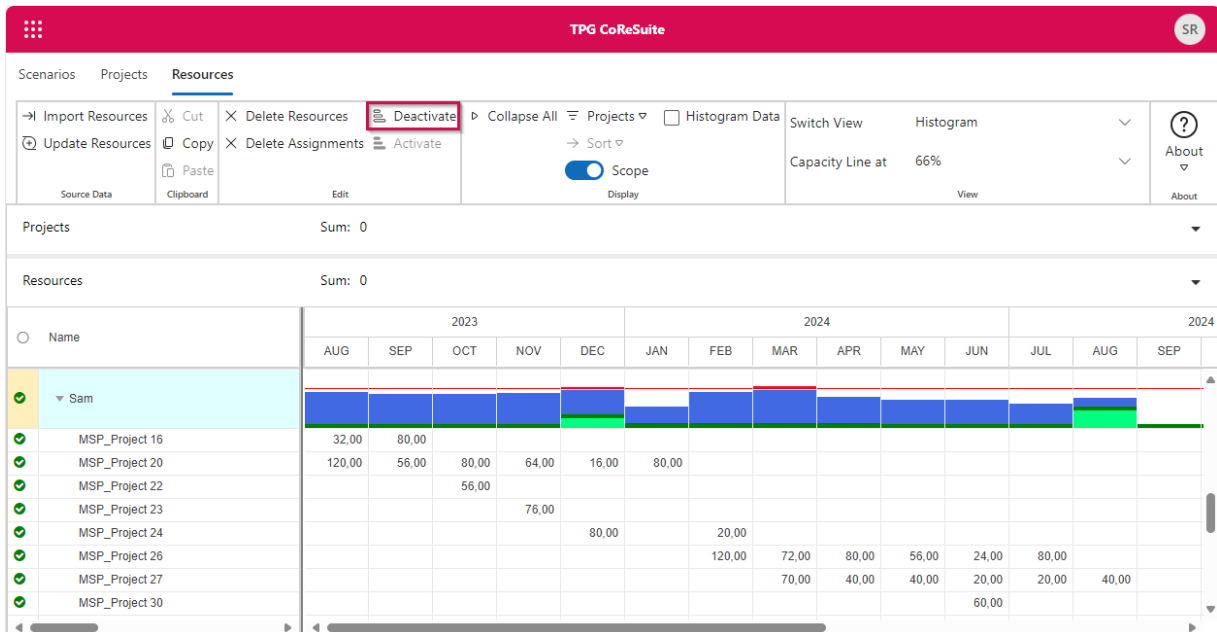 TPG CoReSuite
SR
Scenarios Projects Resources
Import Resources Cut Delete Resources Deactivate Collapse All Projects Histogram Data Switch View Histogram
Update Resources Copy Delete Assignments Activate Sort Capacity Line at 66% About
Paste Scope
Source Data Clipboard Edit Display View About
Projects Sum: 0
Resources Sum: 0
Name 2023 2024 2024
AUG SEP OCT NOV DEC JAN FEB MAR APR MAY JUN JUL AUG SEP
Sam
MSP_Project 16 32,00 80,00
MSP_Project 20 120,00 56,00 80,00 64,00 16,00 80,00
MSP_Project 22 56,00
MSP_Project 23 76,00
MSP_Project 24 80,00 20,00
MSP_Project 26 120,00 72,00 80,00 56,00 24,00 80,00
MSP_Project 27 70,00 40,00 40,00 20,00 20,00 40,00
MSP_Project 30 60,00